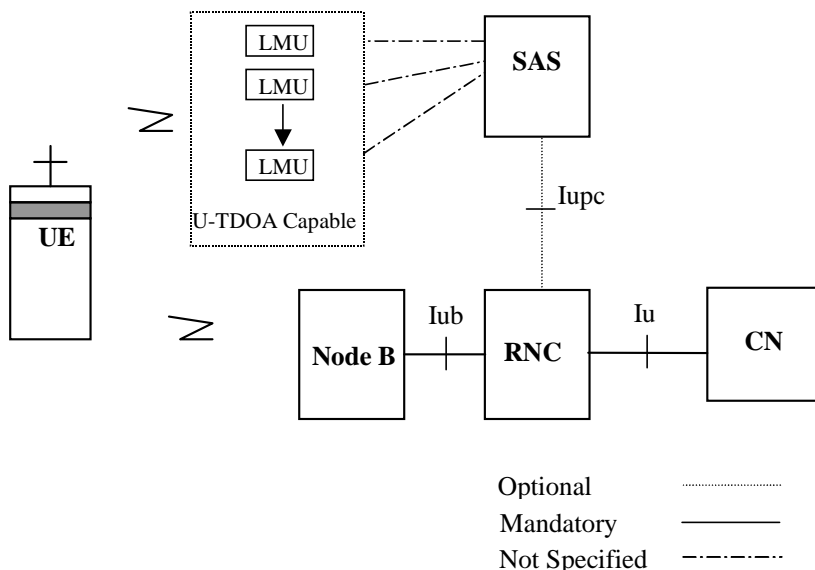 LMU
LMU
LMU
U-TDOA Capable
SAS
Iupc
UE
Node B
Iub
RNC
Iu
CN
Optional
Mandatory
Not Specified